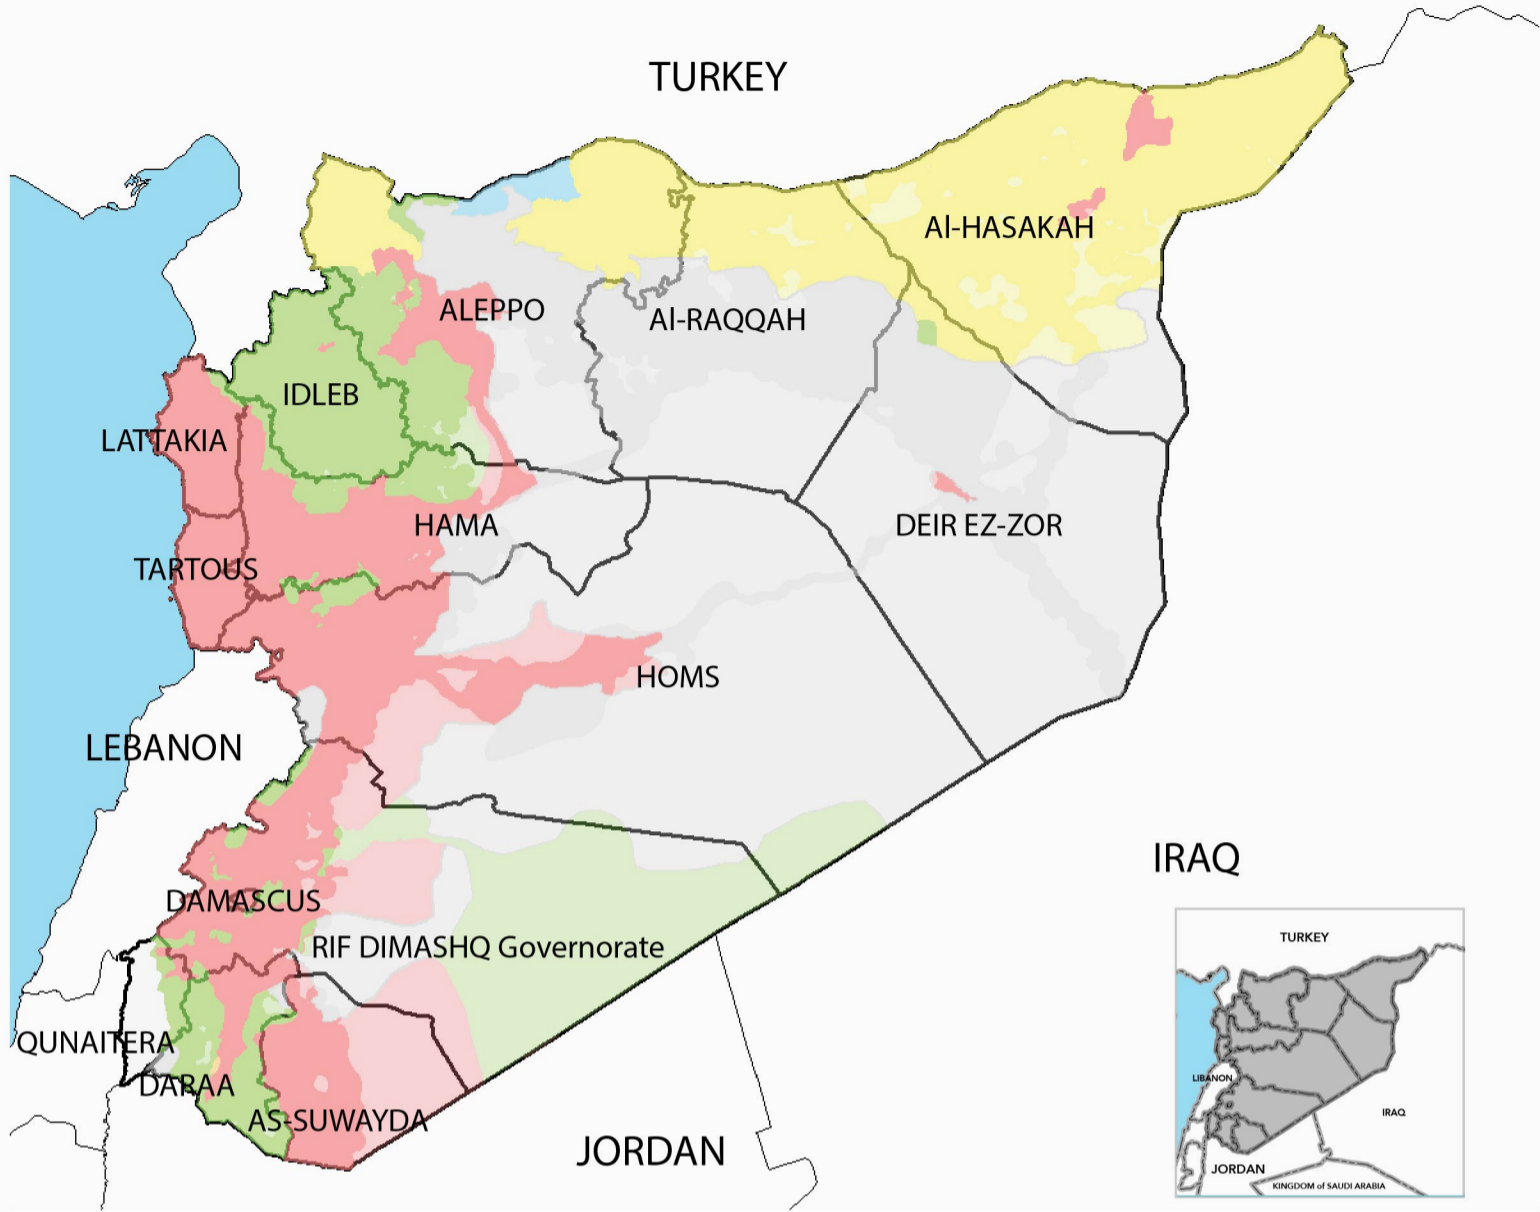 TURKEY
Al-HASAKAH
ALEPPO
Al-RAQQAH
IDLEB
LATTAKIA
HAMA
DEIR EZ-ZOR
TARTOUS
HOMS
LEBANON
IRAQ
DAMASCUS
RIF DIMASHQ Governorate
QUNAITERA
DARAA
AS-SUWAYDA
JORDAN
TURKEY
LIBANON
IRAQ
JORDAN
KINGDOM of SAUDI ARABIA